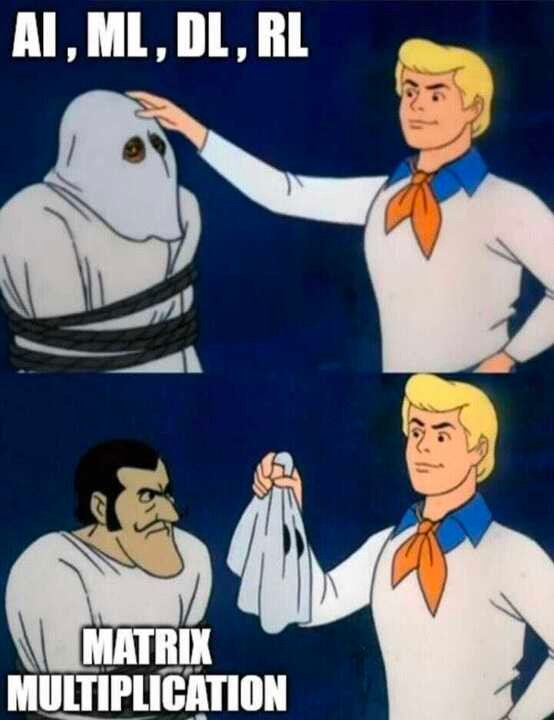 AI , ML , DL , RL
MATRIX
MULTIPLICATION